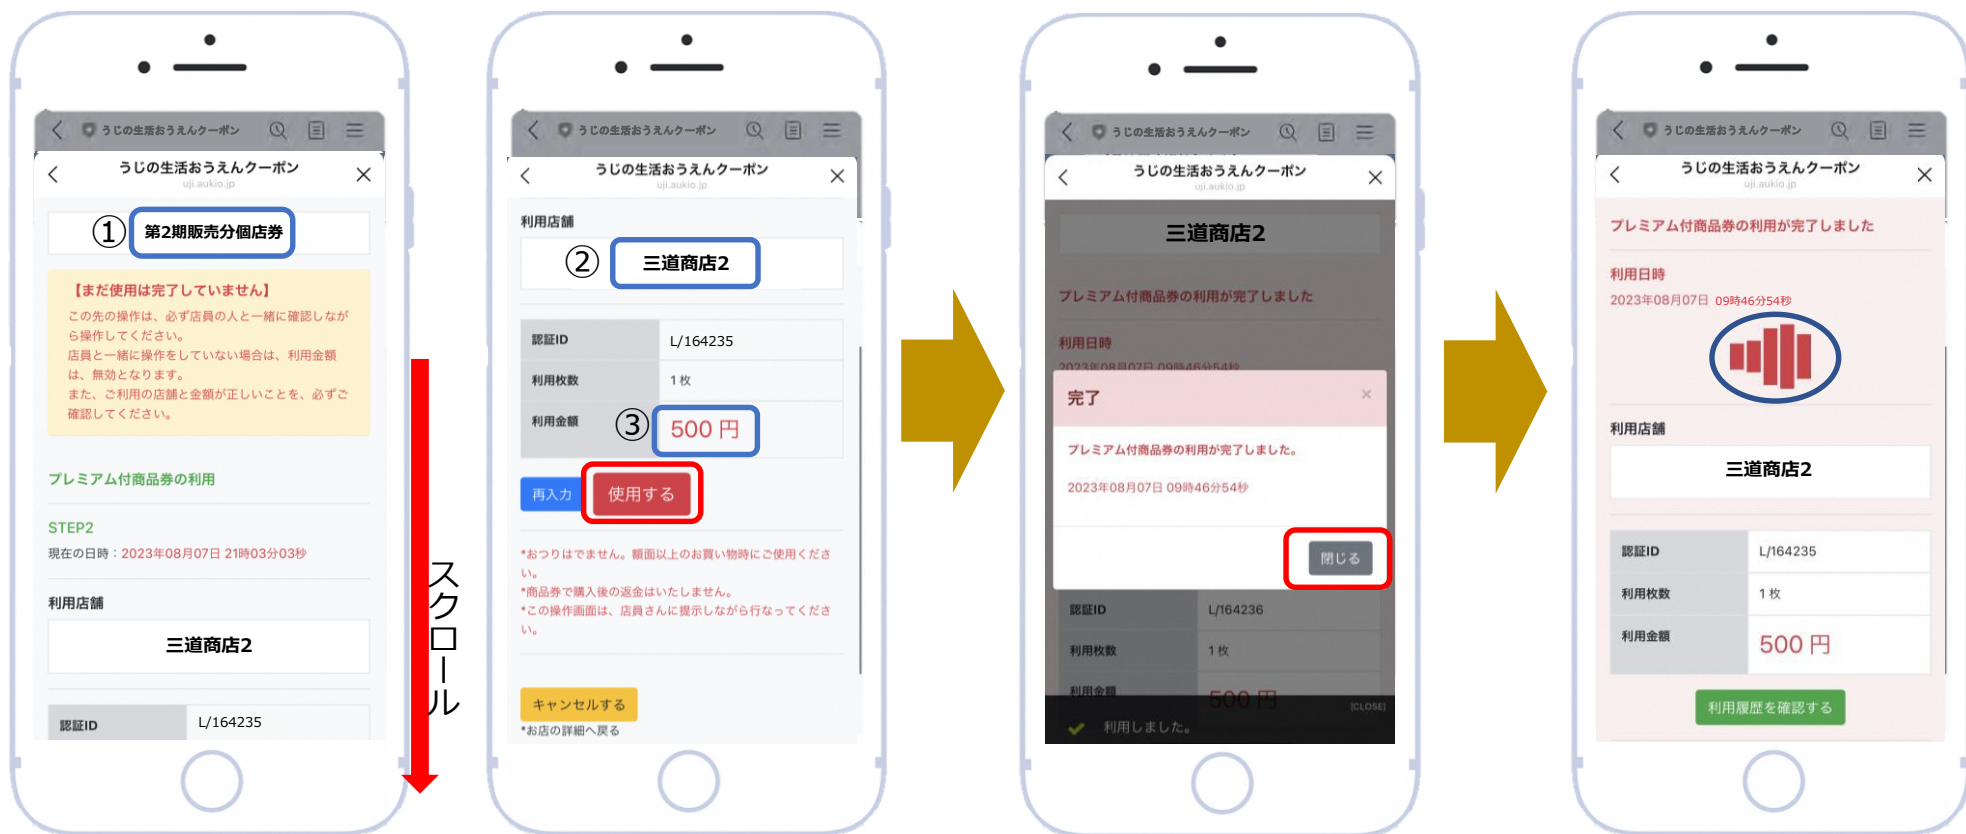 うじの生活おうえんクーポン
うじの生活おうえんクーポン
uji.aukio.jp
① 第2期販売分個店券
【まだ使用は完了していません】
この先の操作は、必ず店員の人と一緒に確認しなが
ら操作してください。
店員と一緒に操作をしていない場合は、利用金額
は、無効となります。
また、ご利用の店舗と金額が正しいことを、必ずご
確認してください。
プレミアム付商品券の利用
STEP2
現在の日時：2023年08月07日 21時03分03秒
利用店舗
三道商店2
認証ID L/164235
スクロール
うじの生活おうえんクーポン
うじの生活おうえんクーポン
uji.aukio.jp
利用店舗
② 三道商店2
認証ID L/164235
利用枚数 1 枚
利用金額 ③ 500 円
再入力 使用する
*おつりはでません。額面以上のお買い物時にご使用くださ
い。
*商品券で購入後の返金はいたしません。
*この操作画面は、店員さんに提示しながら行なってくださ
い。
キャンセルする
*お店の詳細へ戻る
うじの生活おうえんクーポン
うじの生活おうえんクーポン
uji.aukio.jp
三道商店2
プレミアム付商品券の利用が完了しました
利用日時
2023年08月07日 09時46分54秒
完了 ×
プレミアム付商品券の利用が完了しました。
2023年08月07日 09時46分54秒
閉じる
認証ID L/164236
利用枚数 1 枚
利用金額 500 円
[CLOSE]
利用しました。
うじの生活おうえんクーポン
うじの生活おうえんクーポン
uji.aukio.jp
プレミアム付商品券の利用が完了しました
利用日時
2023年08月07日 09時46分54秒
利用店舗
三道商店2
認証ID L/164235
利用枚数 1 枚
利用金額 500 円
利用履歴を確認する